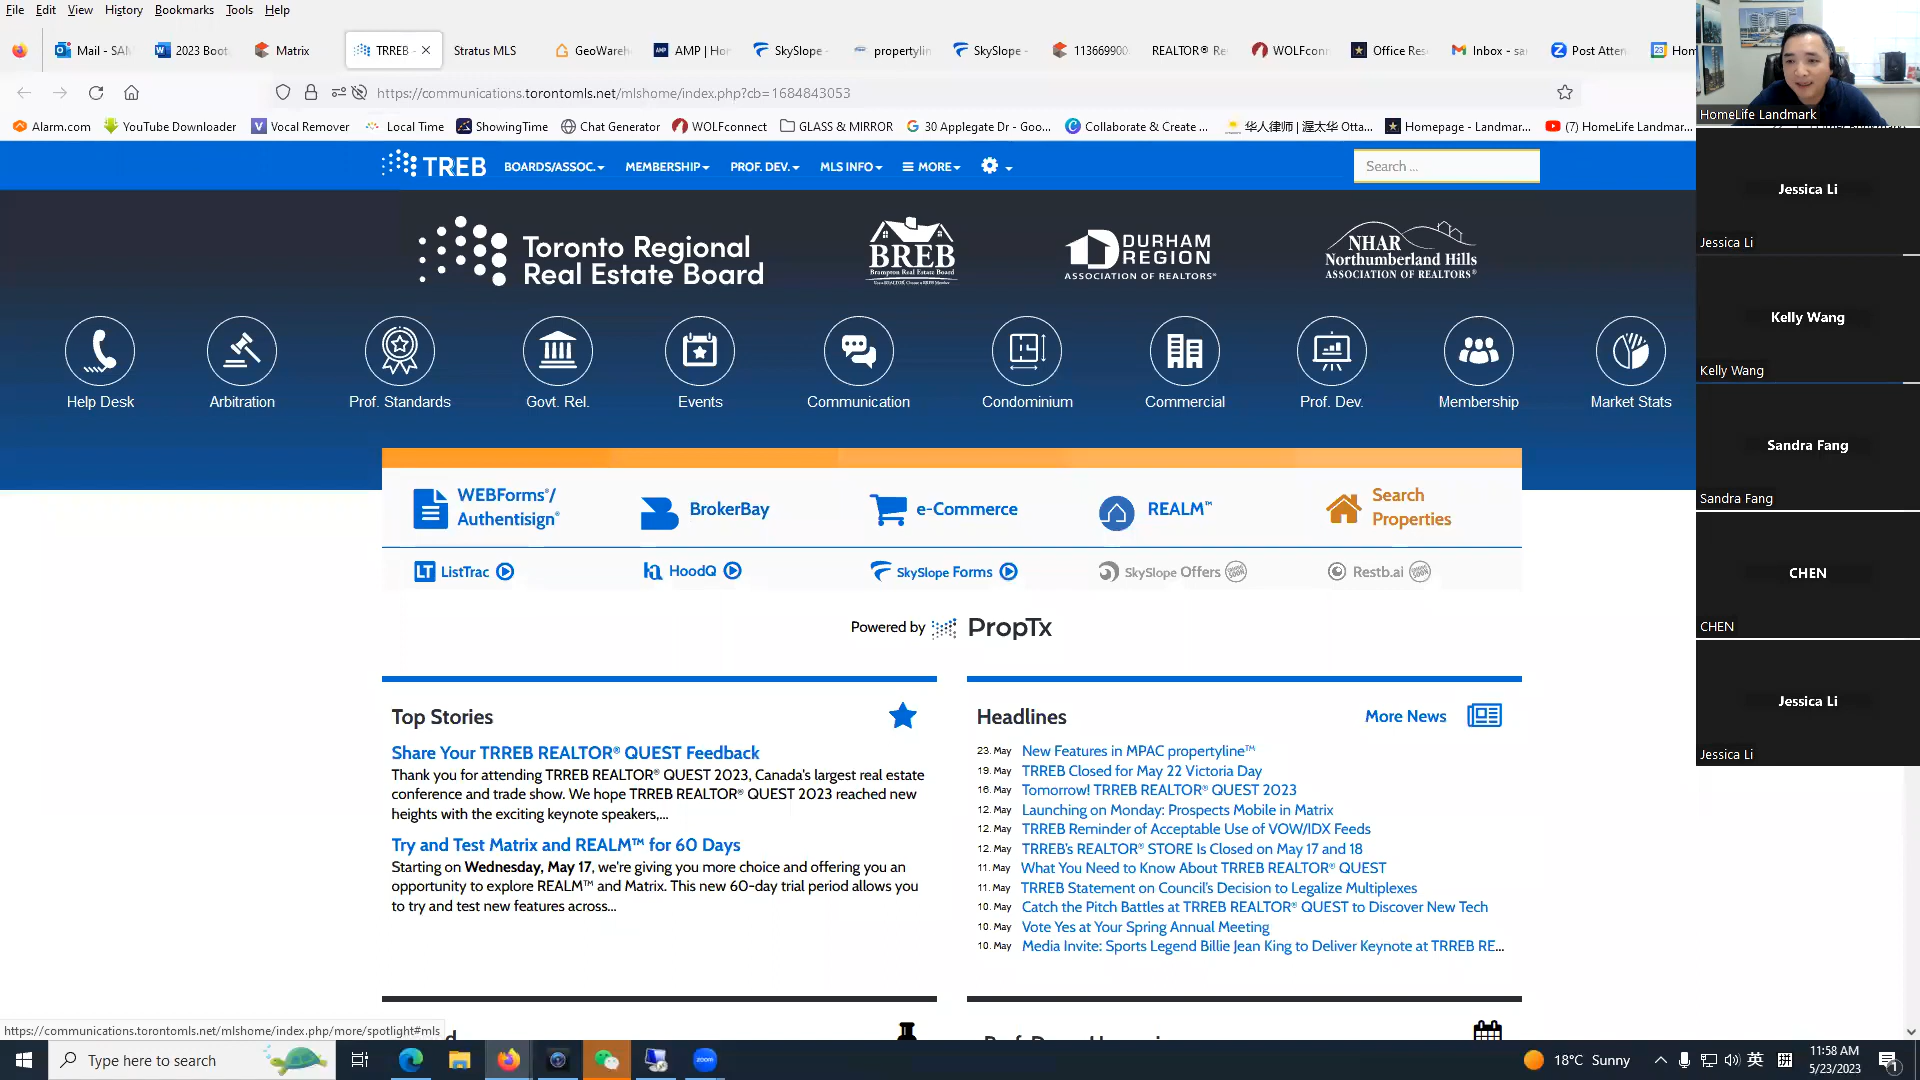 File Edit View History Bookmarks Tools Help
Mail - SAM
2023 Boot
Matrix
TRREB -
Stratus MLS
GeoWareh
AMP | Ho
SkySlope -
propertylin
SkySlope -
113669900
REALTOR® Re
WOLFconn
Office Res
Inbox - sa
Post Atten
Hom
https://communications.torontomls.net/mlshome/index.php?cb=1684843053
Alarm.com
YouTube Downloader
Vocal Remover
Local Time
ShowingTime
Chat Generator
WOLFconnect
GLASS & MIRROR
30 Applegate Dr - Goo...
Collaborate & Create ...
华人律师 | 渥太华 Otta...
Homepage - Landmar...
(7) HomeLife Landmar...
TREB
BOARDS/ASSOC.
MEMBERSHIP
PROF. DEV.
MLS INFO
MORE
Search ...
Toronto Regional
Real Estate Board
BREB
Brampton Real Estate Board
DURHAM
REGION
ASSOCIATION OF REALTORS®
NHAR
Northumberland Hills
ASSOCIATION OF REALTORS®
Help Desk
Arbitration
Prof. Standards
Govt. Rel.
Events
Communication
Condominium
Commercial
Prof. Dev.
Membership
Market Stats
WEBForms®/
Authentisign®
BrokerBay
e-Commerce
REALM™
Search
Properties
LT ListTrac
HoodQ
SkySlope Forms
SkySlope Offers
Restb.ai
Powered by PropTx
Top Stories
Share Your TRREB REALTOR® QUEST Feedback
Thank you for attending TRREB REALTOR® QUEST 2023, Canada's largest real estate
conference and trade show. We hope TRREB REALTOR® QUEST 2023 reached new
heights with the exciting keynote speakers,...
Try and Test Matrix and REALM™ for 60 Days
Starting on Wednesday, May 17, we're giving you more choice and offering you an
opportunity to explore REALM™ and Matrix. This new 60-day trial period allows you
to try and test new features across...
Headlines
More News
23. May New Features in MPAC propertyline™
19. May TRREB Closed for May 22 Victoria Day
16. May Tomorrow! TRREB REALTOR® QUEST 2023
12. May Launching on Monday: Prospects Mobile in Matrix
12. May TRREB Reminder of Acceptable Use of VOW/IDX Feeds
12. May TRREB's REALTOR® STORE Is Closed on May 17 and 18
11. May What You Need to Know About TRREB REALTOR® QUEST
11. May TRREB Statement on Council's Decision to Legalize Multiplexes
10. May Catch the Pitch Battles at TRREB REALTOR® QUEST to Discover New Tech
10. May Vote Yes at Your Spring Annual Meeting
10. May Media Invite: Sports Legend Billie Jean King to Deliver Keynote at TRREB RE...
https://communications.torontomls.net/mlshome/index.php/more/spotlight#mls
HomeLife Landmark
Jessica Li
Jessica Li
Kelly Wang
Kelly Wang
Sandra Fang
Sandra Fang
CHEN
CHEN
Jessica Li
Jessica Li
Type here to search
zoom
18°C Sunny
英
拼
11:58 AM
5/23/2023
1